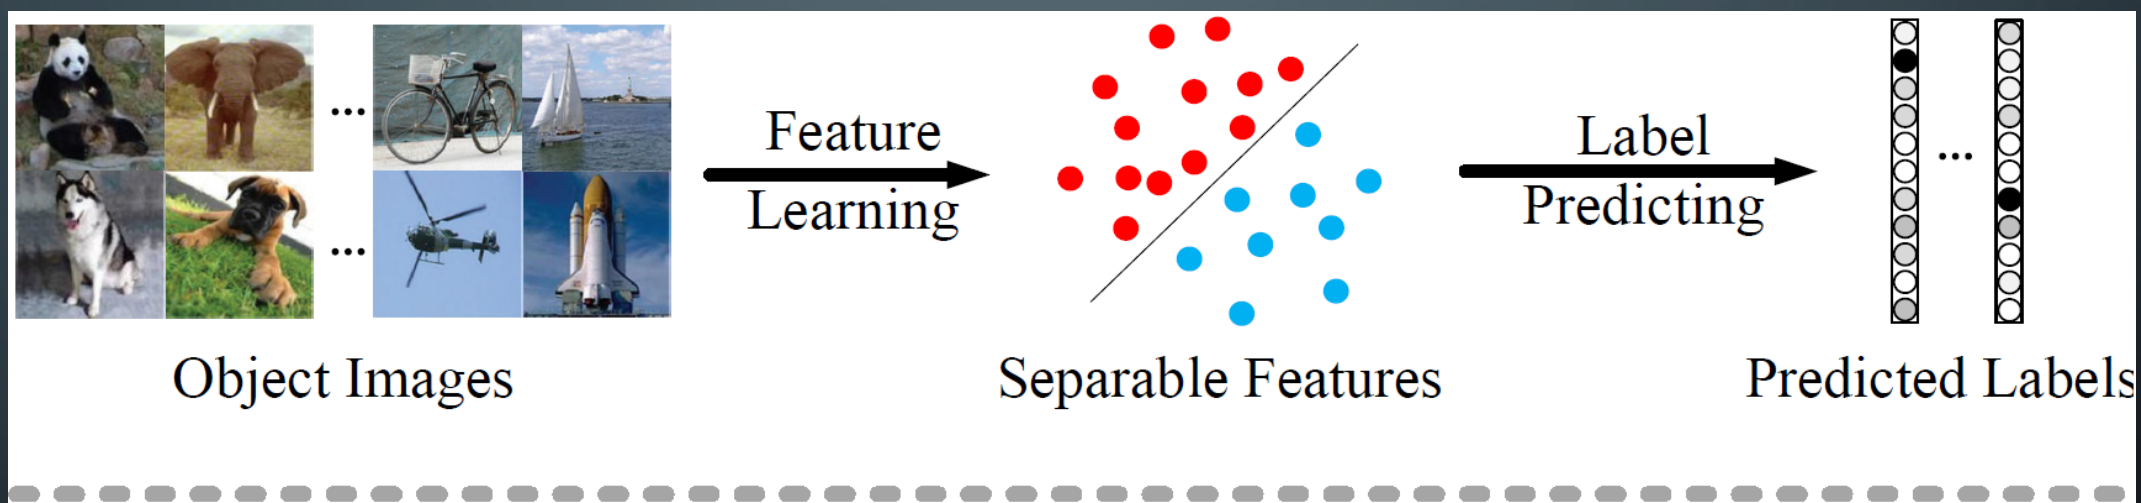 ...
Feature
Learning
...
Label
Predicting
...
Object Images
Separable Features
Predicted Labels